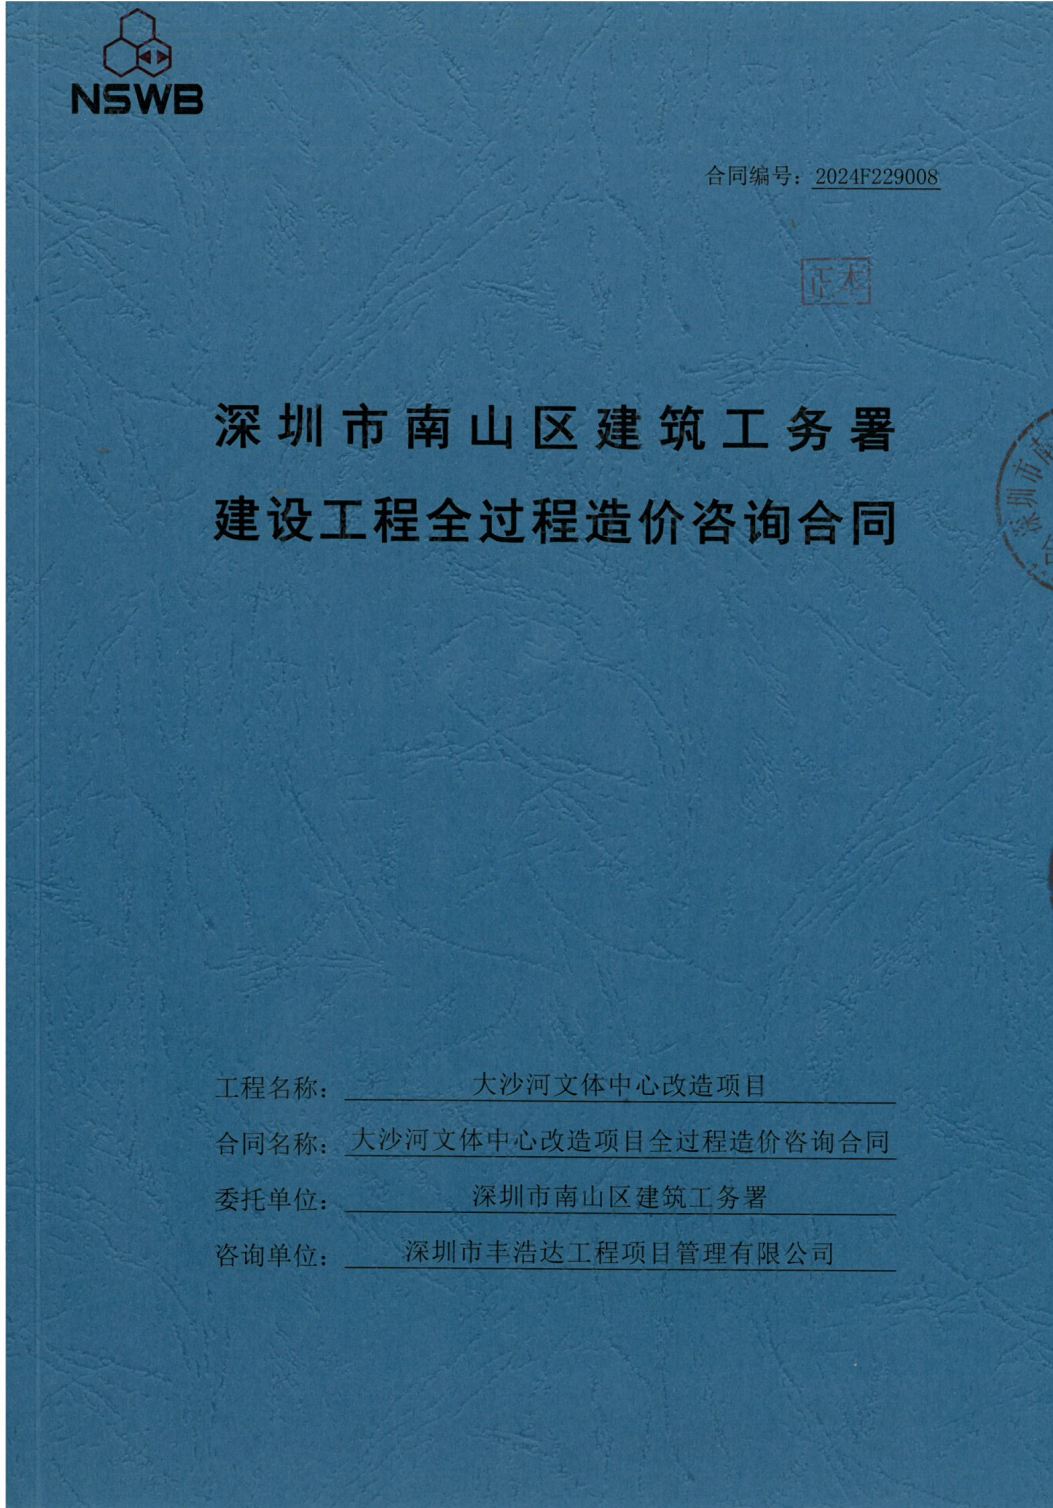 NSWB
合同编号：2024F229008
正本
深圳市南山区建筑工务署
建设工程全过程造价咨询合同
深圳市南
工程名称：大沙河文体中心改造项目
合同名称：大沙河文体中心改造项目全过程造价咨询合同
委托单位：深圳市南山区建筑工务署
咨询单位：深圳市丰浩达工程项目管理有限公司